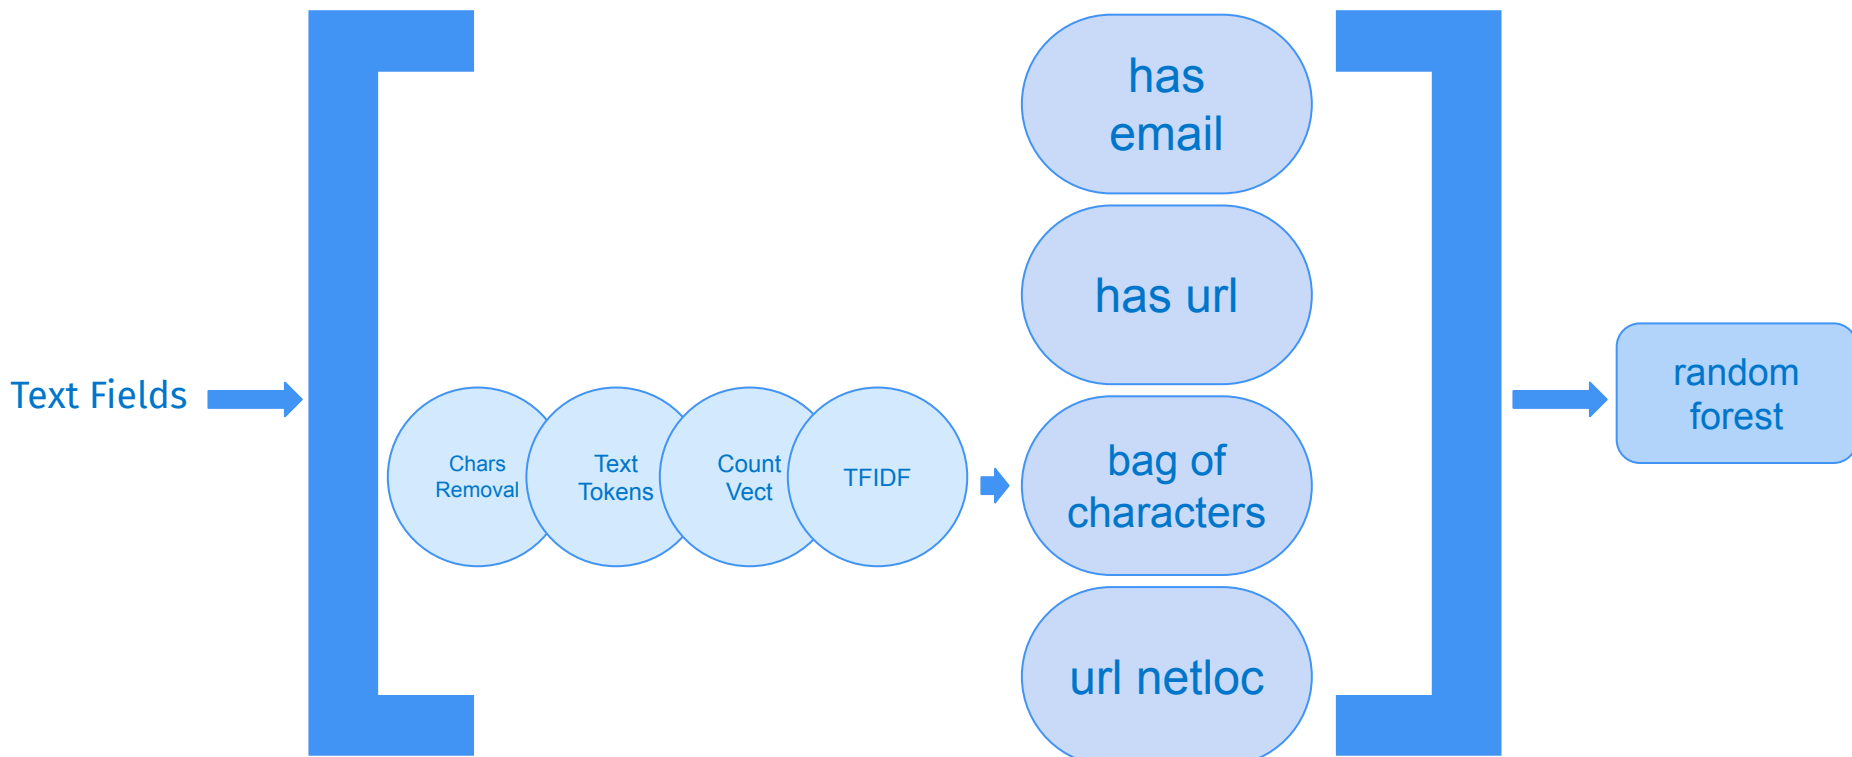 has
email
has url
Text Fields
random
forest
Chars
Removal
Text
Tokens
Count
Vect
TFIDF
bag of
characters
url netloc